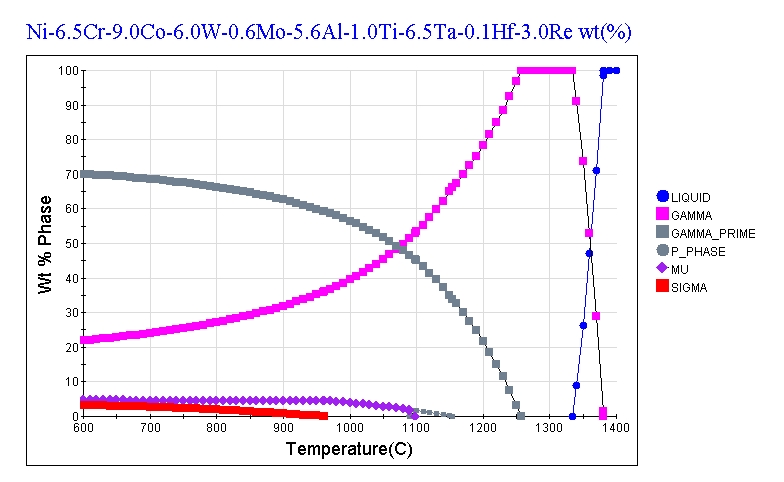 Ni-6.5Cr-9.0Co-6.0W-0.6Mo-5.6Al-1.0Ti-6.5Ta-0.1Hf-3.0Re wt(%)
100
90
80
70
60
50
40
30
20
10
0
Wt % Phase
600 700 800 900 1000 1100 1200 1300 1400
Temperature(C)
LIQUID
GAMMA
GAMMA_PRIME
P_PHASE
MU
SIGMA